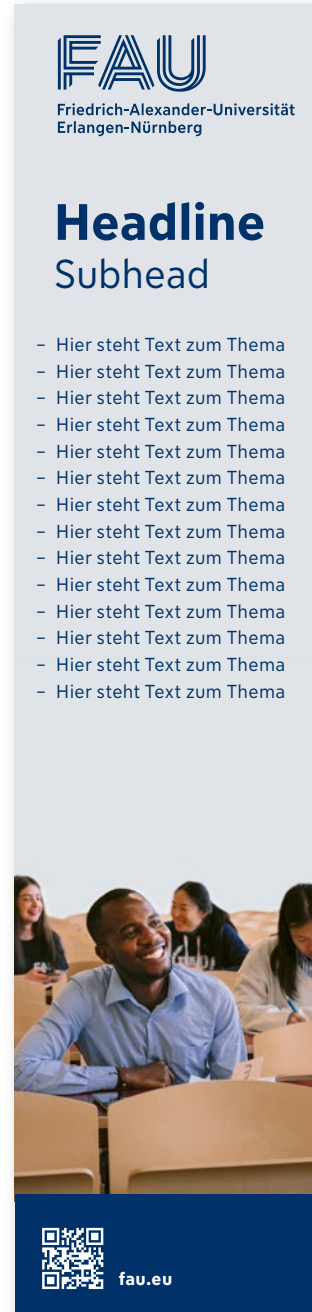 FAU
Friedrich-Alexander-Universität
Erlangen-Nürnberg
Headline
Subhead
– Hier steht Text zum Thema
– Hier steht Text zum Thema
– Hier steht Text zum Thema
– Hier steht Text zum Thema
– Hier steht Text zum Thema
– Hier steht Text zum Thema
– Hier steht Text zum Thema
– Hier steht Text zum Thema
– Hier steht Text zum Thema
– Hier steht Text zum Thema
– Hier steht Text zum Thema
– Hier steht Text zum Thema
– Hier steht Text zum Thema
– Hier steht Text zum Thema
fau.eu